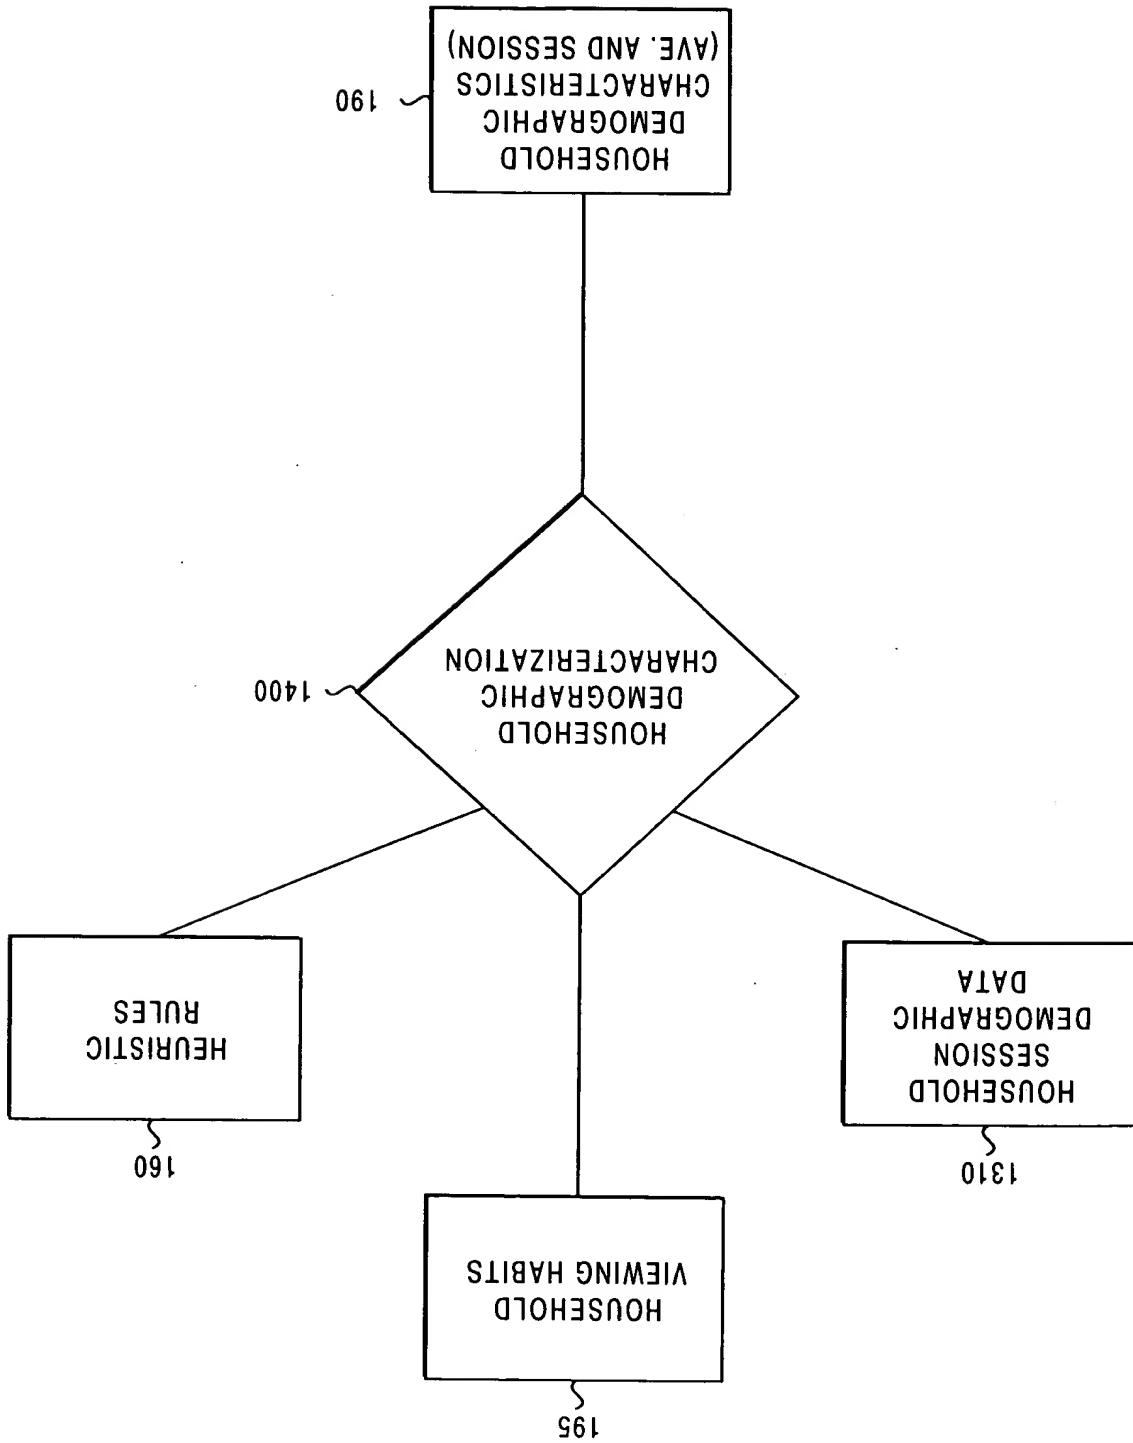 195
HOUSEHOLD
VIEWING HABITS
1310
HOUSEHOLD
SESSION
DEMOGRAPHIC
DATA
160
HEURISTIC
RULES
HOUSEHOLD
DEMOGRAPHIC
CHARACTERIZATION
1400
HOUSEHOLD
DEMOGRAPHIC
CHARACTERISTICS
(AVE. AND SESSION)
190